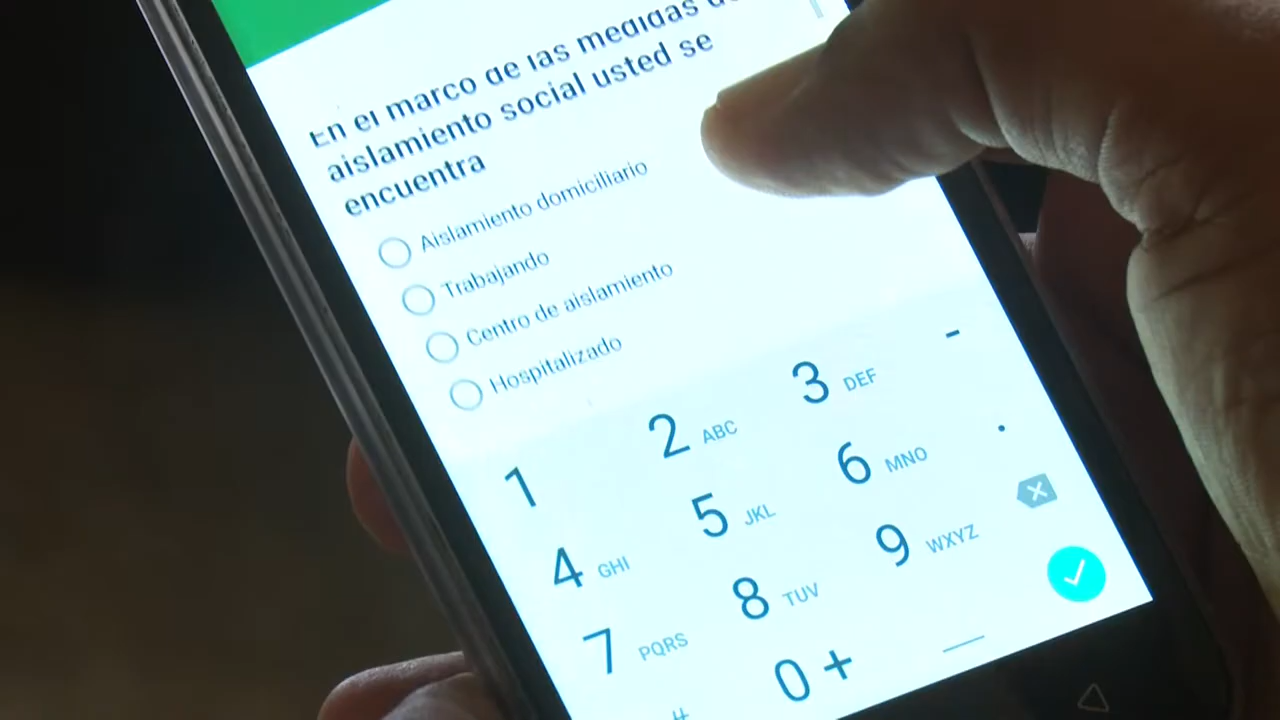 En el marco de las medidas de
aislamiento social usted se
encuentra
Aislamiento domiciliario
Trabajando
Centro de aislamiento
Hospitalizado
1
2 ABC
3 DEF
-
4 GHI
5 JKL
6 MNO
.
7 PQRS
8 TUV
9 WXYZ
0 +
#